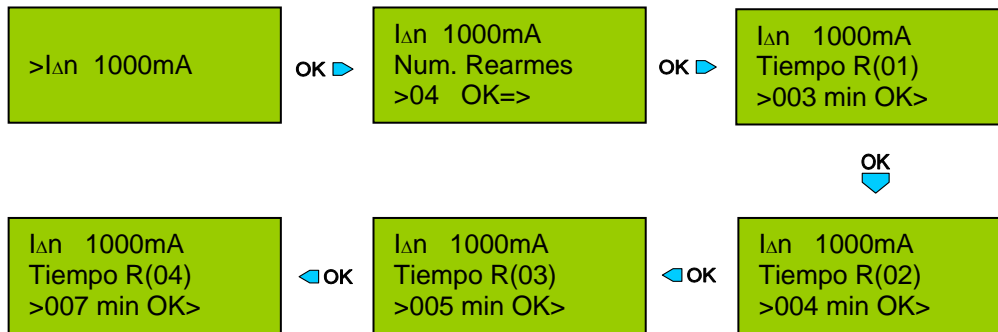 >I∆n 1000mA
OK
I∆n 1000mA
Num. Rearmes
>04 OK=>
OK
I∆n 1000mA
Tiempo R(01)
>003 min OK>
OK
I∆n 1000mA
Tiempo R(02)
>004 min OK>
OK
I∆n 1000mA
Tiempo R(03)
>005 min OK>
OK
I∆n 1000mA
Tiempo R(04)
>007 min OK>